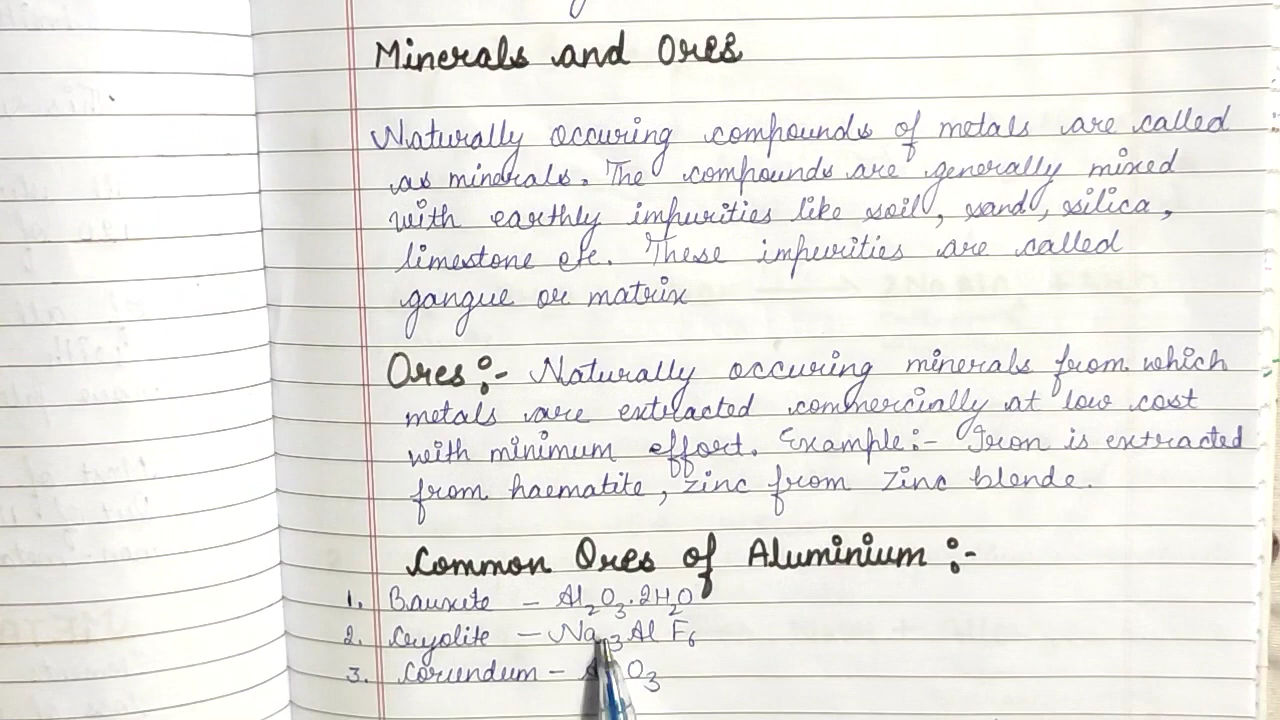 Minerals and Ores
Naturally occuring compounds of metals are called
as minerals. The compounds are generally mixed
with earthly impurities like soil, sand, silica,
limestone etc. These impurities are called
gangue or matrix
Ores:- Naturally occuring minerals from which
metals are extracted commercially at low cost
with minimum effort. Example:- Iron is extracted
from haematite, zinc from zinc blende.
Common Ores of Aluminium :-
1. Bauxite - Al₂O₃.2H₂O
2. Cryolite - Na₃AlF₆
3. Corundum - O₃